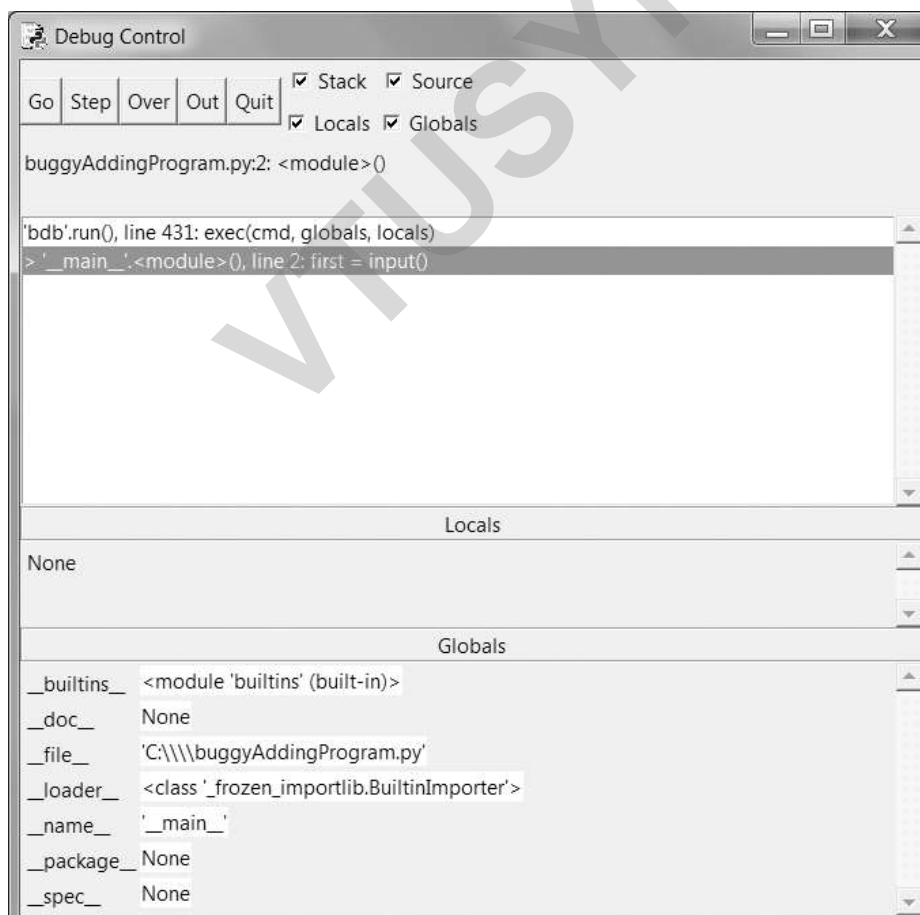 Debug Control
Go Step Over Out Quit
Stack Source
Locals Globals
buggyAddingProgram.py:2: <module>()
'bdb'.run(), line 431: exec(cmd, globals, locals)
> '__main__'.<module>(), line 2: first = input()
Locals
None
Globals
__builtins__ <module 'builtins' (built-in)>
__doc__ None
__file__ 'C:\\\\buggyAddingProgram.py'
__loader__ <class '_frozen_importlib.BuiltinImporter'>
__name__ '__main__'
__package__ None
__spec__ None